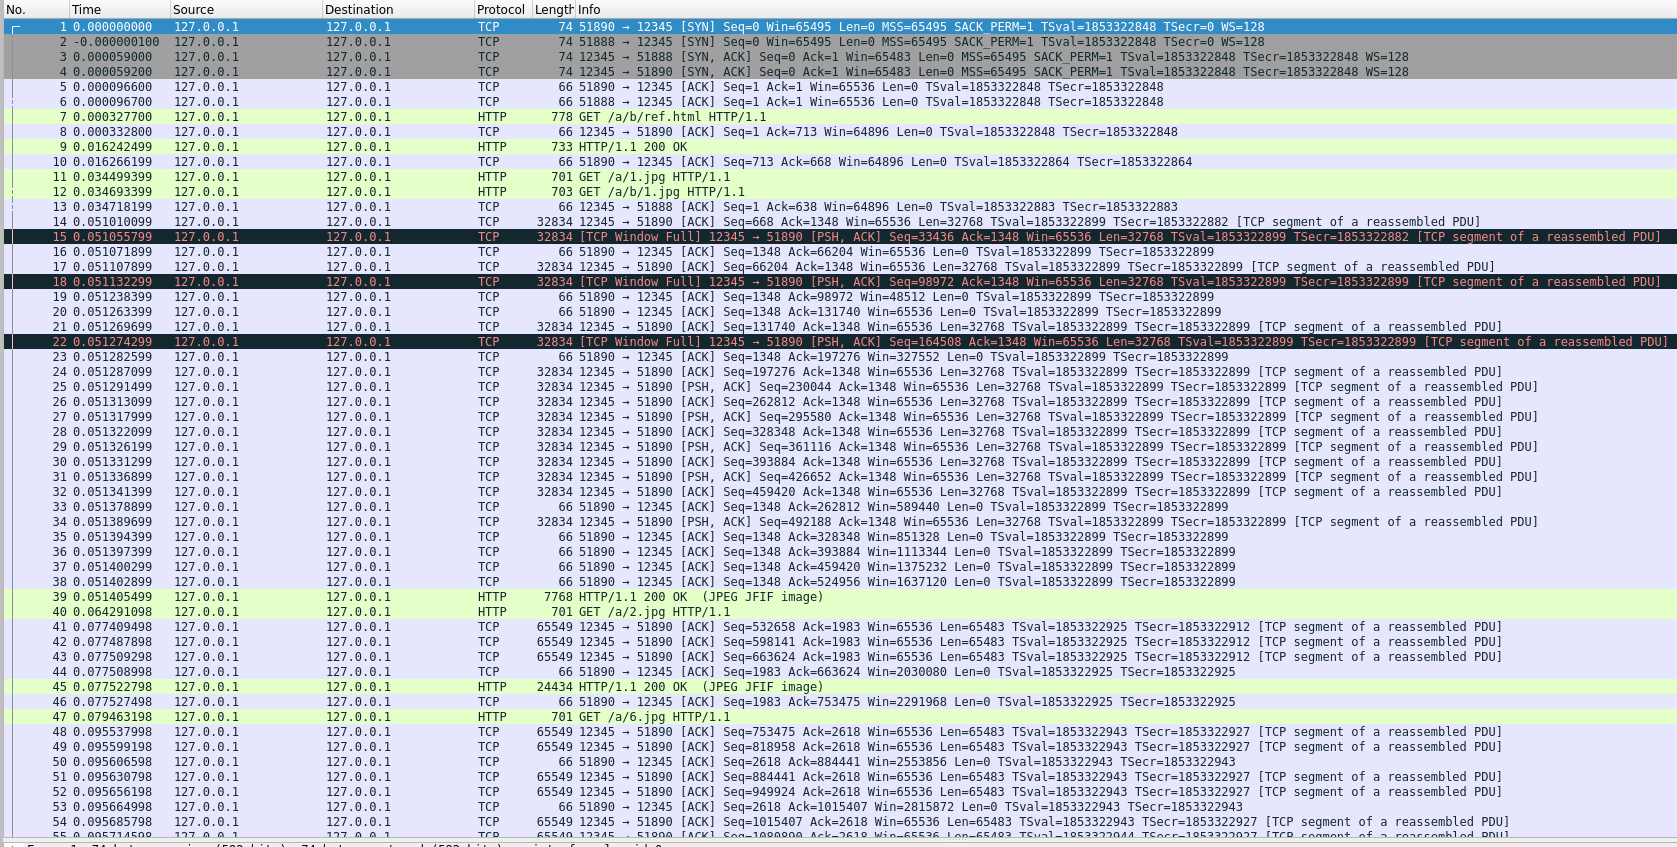 No. Time Source Destination Protocol Length Info
1 0.000000000 127.0.0.1 127.0.0.1 TCP 74 51890 → 12345 [SYN] Seq=0 Win=65495 Len=0 MSS=65495 SACK_PERM=1 TSval=1853322848 TSecr=0 WS=128
2 -0.000000100 127.0.0.1 127.0.0.1 TCP 74 51888 → 12345 [SYN] Seq=0 Win=65495 Len=0 MSS=65495 SACK_PERM=1 TSval=1853322848 TSecr=0 WS=128
3 0.000059000 127.0.0.1 127.0.0.1 TCP 74 12345 → 51888 [SYN, ACK] Seq=0 Ack=1 Win=65483 Len=0 MSS=65495 SACK_PERM=1 TSval=1853322848 TSecr=1853322848 WS=128
4 0.000059200 127.0.0.1 127.0.0.1 TCP 74 12345 → 51890 [SYN, ACK] Seq=0 Ack=1 Win=65483 Len=0 MSS=65495 SACK_PERM=1 TSval=1853322848 TSecr=1853322848 WS=128
5 0.000096600 127.0.0.1 127.0.0.1 TCP 66 51890 → 12345 [ACK] Seq=1 Ack=1 Win=65536 Len=0 TSval=1853322848 TSecr=1853322848
6 0.000096700 127.0.0.1 127.0.0.1 TCP 66 51888 → 12345 [ACK] Seq=1 Ack=1 Win=65536 Len=0 TSval=1853322848 TSecr=1853322848
7 0.000327700 127.0.0.1 127.0.0.1 HTTP 778 GET /a/b/ref.html HTTP/1.1
8 0.000332800 127.0.0.1 127.0.0.1 TCP 66 12345 → 51890 [ACK] Seq=1 Ack=713 Win=64896 Len=0 TSval=1853322848 TSecr=1853322848
9 0.016242499 127.0.0.1 127.0.0.1 HTTP 733 HTTP/1.1 200 OK
10 0.016266199 127.0.0.1 127.0.0.1 TCP 66 51890 → 12345 [ACK] Seq=713 Ack=668 Win=64896 Len=0 TSval=1853322864 TSecr=1853322864
11 0.034499399 127.0.0.1 127.0.0.1 HTTP 701 GET /a/1.jpg HTTP/1.1
12 0.034693399 127.0.0.1 127.0.0.1 HTTP 703 GET /a/b/1.jpg HTTP/1.1
13 0.034718199 127.0.0.1 127.0.0.1 TCP 66 12345 → 51888 [ACK] Seq=1 Ack=638 Win=64896 Len=0 TSval=1853322883 TSecr=1853322883
14 0.051010099 127.0.0.1 127.0.0.1 TCP 32834 12345 → 51890 [ACK] Seq=668 Ack=1348 Win=65536 Len=32768 TSval=1853322899 TSecr=1853322882 [TCP segment of a reassembled PDU]
15 0.051055799 127.0.0.1 127.0.0.1 TCP 32834 [TCP Window Full] 12345 → 51890 [PSH, ACK] Seq=33436 Ack=1348 Win=65536 Len=32768 TSval=1853322899 TSecr=1853322882 [TCP segment of a reassembled PDU]
16 0.051071899 127.0.0.1 127.0.0.1 TCP 66 51890 → 12345 [ACK] Seq=1348 Ack=66204 Win=65536 Len=0 TSval=1853322899 TSecr=1853322899
17 0.051107899 127.0.0.1 127.0.0.1 TCP 32834 12345 → 51890 [ACK] Seq=66204 Ack=1348 Win=65536 Len=32768 TSval=1853322899 TSecr=1853322899 [TCP segment of a reassembled PDU]
18 0.051132299 127.0.0.1 127.0.0.1 TCP 32834 [TCP Window Full] 12345 → 51890 [PSH, ACK] Seq=98972 Ack=1348 Win=65536 Len=32768 TSval=1853322899 TSecr=1853322899 [TCP segment of a reassembled PDU]
19 0.051238399 127.0.0.1 127.0.0.1 TCP 66 51890 → 12345 [ACK] Seq=1348 Ack=98972 Win=48512 Len=0 TSval=1853322899 TSecr=1853322899
20 0.051263399 127.0.0.1 127.0.0.1 TCP 66 51890 → 12345 [ACK] Seq=1348 Ack=131740 Win=65536 Len=0 TSval=1853322899 TSecr=1853322899
21 0.051269699 127.0.0.1 127.0.0.1 TCP 32834 12345 → 51890 [ACK] Seq=131740 Ack=1348 Win=65536 Len=32768 TSval=1853322899 TSecr=1853322899 [TCP segment of a reassembled PDU]
22 0.051274299 127.0.0.1 127.0.0.1 TCP 32834 [TCP Window Full] 12345 → 51890 [PSH, ACK] Seq=164508 Ack=1348 Win=65536 Len=32768 TSval=1853322899 TSecr=1853322899 [TCP segment of a reassembled PDU]
23 0.051282599 127.0.0.1 127.0.0.1 TCP 66 51890 → 12345 [ACK] Seq=1348 Ack=197276 Win=327552 Len=0 TSval=1853322899 TSecr=1853322899
24 0.051287099 127.0.0.1 127.0.0.1 TCP 32834 12345 → 51890 [ACK] Seq=197276 Ack=1348 Win=65536 Len=32768 TSval=1853322899 TSecr=1853322899 [TCP segment of a reassembled PDU]
25 0.051291499 127.0.0.1 127.0.0.1 TCP 32834 12345 → 51890 [PSH, ACK] Seq=230044 Ack=1348 Win=65536 Len=32768 TSval=1853322899 TSecr=1853322899 [TCP segment of a reassembled PDU]
26 0.051313099 127.0.0.1 127.0.0.1 TCP 32834 12345 → 51890 [ACK] Seq=262812 Ack=1348 Win=65536 Len=32768 TSval=1853322899 TSecr=1853322899 [TCP segment of a reassembled PDU]
27 0.051317999 127.0.0.1 127.0.0.1 TCP 32834 12345 → 51890 [PSH, ACK] Seq=295580 Ack=1348 Win=65536 Len=32768 TSval=1853322899 TSecr=1853322899 [TCP segment of a reassembled PDU]
28 0.051322099 127.0.0.1 127.0.0.1 TCP 32834 12345 → 51890 [ACK] Seq=328348 Ack=1348 Win=65536 Len=32768 TSval=1853322899 TSecr=1853322899 [TCP segment of a reassembled PDU]
29 0.051326199 127.0.0.1 127.0.0.1 TCP 32834 12345 → 51890 [PSH, ACK] Seq=361116 Ack=1348 Win=65536 Len=32768 TSval=1853322899 TSecr=1853322899 [TCP segment of a reassembled PDU]
30 0.051331299 127.0.0.1 127.0.0.1 TCP 32834 12345 → 51890 [ACK] Seq=393884 Ack=1348 Win=65536 Len=32768 TSval=1853322899 TSecr=1853322899 [TCP segment of a reassembled PDU]
31 0.051336899 127.0.0.1 127.0.0.1 TCP 32834 12345 → 51890 [PSH, ACK] Seq=426652 Ack=1348 Win=65536 Len=32768 TSval=1853322899 TSecr=1853322899 [TCP segment of a reassembled PDU]
32 0.051341399 127.0.0.1 127.0.0.1 TCP 32834 12345 → 51890 [ACK] Seq=459420 Ack=1348 Win=65536 Len=32768 TSval=1853322899 TSecr=1853322899 [TCP segment of a reassembled PDU]
33 0.051378899 127.0.0.1 127.0.0.1 TCP 66 51890 → 12345 [ACK] Seq=1348 Ack=262812 Win=589440 Len=0 TSval=1853322899 TSecr=1853322899
34 0.051389699 127.0.0.1 127.0.0.1 TCP 32834 12345 → 51890 [PSH, ACK] Seq=492188 Ack=1348 Win=65536 Len=32768 TSval=1853322899 TSecr=1853322899 [TCP segment of a reassembled PDU]
35 0.051394399 127.0.0.1 127.0.0.1 TCP 66 51890 → 12345 [ACK] Seq=1348 Ack=328348 Win=851328 Len=0 TSval=1853322899 TSecr=1853322899
36 0.051397399 127.0.0.1 127.0.0.1 TCP 66 51890 → 12345 [ACK] Seq=1348 Ack=393884 Win=1113344 Len=0 TSval=1853322899 TSecr=1853322899
37 0.051400299 127.0.0.1 127.0.0.1 TCP 66 51890 → 12345 [ACK] Seq=1348 Ack=459420 Win=1375232 Len=0 TSval=1853322899 TSecr=1853322899
38 0.051402899 127.0.0.1 127.0.0.1 TCP 66 51890 → 12345 [ACK] Seq=1348 Ack=524956 Win=1637120 Len=0 TSval=1853322899 TSecr=1853322899
39 0.051405499 127.0.0.1 127.0.0.1 HTTP 7768 HTTP/1.1 200 OK (JPEG JFIF image)
40 0.064291098 127.0.0.1 127.0.0.1 HTTP 701 GET /a/2.jpg HTTP/1.1
41 0.077409498 127.0.0.1 127.0.0.1 TCP 65549 12345 → 51890 [ACK] Seq=532658 Ack=1983 Win=65536 Len=65483 TSval=1853322925 TSecr=1853322912 [TCP segment of a reassembled PDU]
42 0.077487898 127.0.0.1 127.0.0.1 TCP 65549 12345 → 51890 [ACK] Seq=598141 Ack=1983 Win=65536 Len=65483 TSval=1853322925 TSecr=1853322912 [TCP segment of a reassembled PDU]
43 0.077509298 127.0.0.1 127.0.0.1 TCP 65549 12345 → 51890 [ACK] Seq=663624 Ack=1983 Win=65536 Len=65483 TSval=1853322925 TSecr=1853322912 [TCP segment of a reassembled PDU]
44 0.077508998 127.0.0.1 127.0.0.1 TCP 66 51890 → 12345 [ACK] Seq=1983 Ack=663624 Win=2030080 Len=0 TSval=1853322925 TSecr=1853322925
45 0.077522798 127.0.0.1 127.0.0.1 HTTP 24434 HTTP/1.1 200 OK (JPEG JFIF image)
46 0.077527498 127.0.0.1 127.0.0.1 TCP 66 51890 → 12345 [ACK] Seq=1983 Ack=753475 Win=2291968 Len=0 TSval=1853322925 TSecr=1853322925
47 0.079463198 127.0.0.1 127.0.0.1 HTTP 701 GET /a/6.jpg HTTP/1.1
48 0.095537998 127.0.0.1 127.0.0.1 TCP 65549 12345 → 51890 [ACK] Seq=753475 Ack=2618 Win=65536 Len=65483 TSval=1853322943 TSecr=1853322927 [TCP segment of a reassembled PDU]
49 0.095599198 127.0.0.1 127.0.0.1 TCP 65549 12345 → 51890 [ACK] Seq=818958 Ack=2618 Win=65536 Len=65483 TSval=1853322943 TSecr=1853322927 [TCP segment of a reassembled PDU]
50 0.095606598 127.0.0.1 127.0.0.1 TCP 66 51890 → 12345 [ACK] Seq=2618 Ack=884441 Win=2553856 Len=0 TSval=1853322943 TSecr=1853322943
51 0.095630798 127.0.0.1 127.0.0.1 TCP 65549 12345 → 51890 [ACK] Seq=884441 Ack=2618 Win=65536 Len=65483 TSval=1853322943 TSecr=1853322927 [TCP segment of a reassembled PDU]
52 0.095656198 127.0.0.1 127.0.0.1 TCP 65549 12345 → 51890 [ACK] Seq=949924 Ack=2618 Win=65536 Len=65483 TSval=1853322943 TSecr=1853322927 [TCP segment of a reassembled PDU]
53 0.095664998 127.0.0.1 127.0.0.1 TCP 66 51890 → 12345 [ACK] Seq=2618 Ack=1015407 Win=2815872 Len=0 TSval=1853322943 TSecr=1853322943
54 0.095685798 127.0.0.1 127.0.0.1 TCP 65549 12345 → 51890 [ACK] Seq=1015407 Ack=2618 Win=65536 Len=65483 TSval=1853322943 TSecr=1853322927 [TCP segment of a reassembled PDU]
55 0.095714598 127.0.0.1 127.0.0.1 TCP 65549 12345 → 51890 [ACK] Seq=1080890 Ack=2618 Win=65536 Len=65483 TSval=1853322944 TSecr=1853322927 [TCP segment of a reassembled PDU]